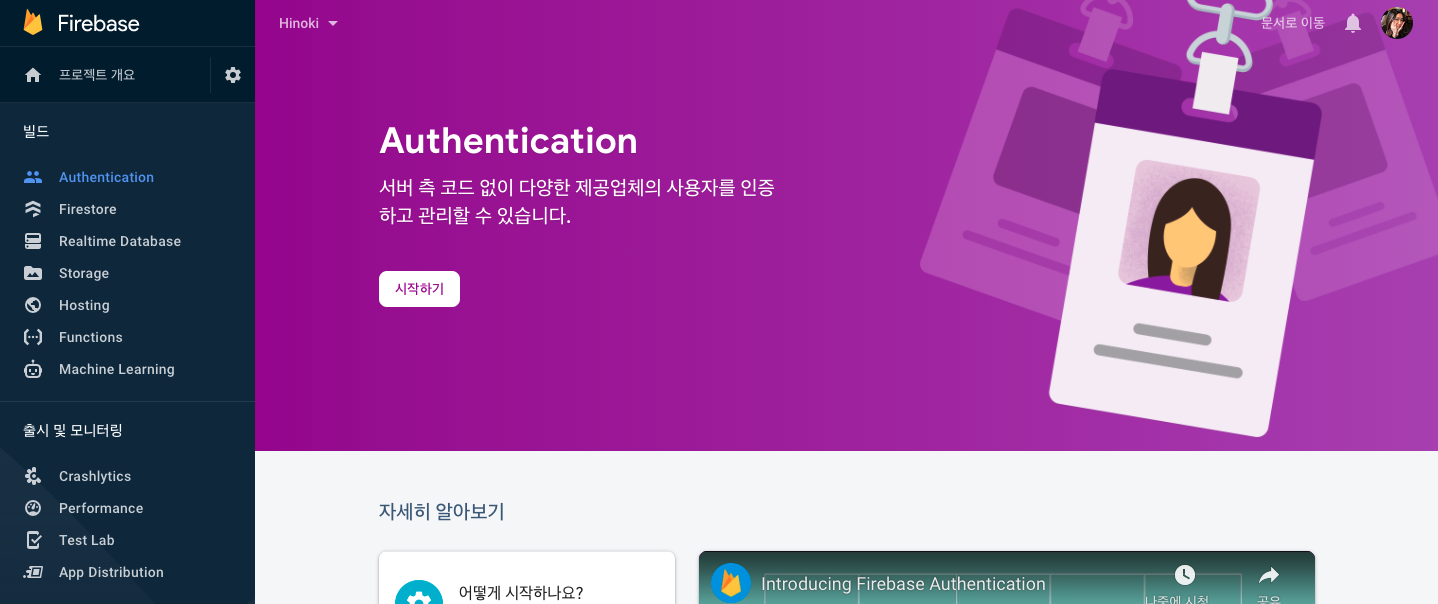 Firebase
프로젝트 개요
빌드
Authentication
Firestore
Realtime Database
Storage
Hosting
Functions
Machine Learning
출시 및 모니터링
Crashlytics
Performance
Test Lab
App Distribution
Hinoki
문서로 이동
Authentication
서버 측 코드 없이 다양한 제공업체의 사용자를 인증
하고 관리할 수 있습니다.
시작하기
자세히 알아보기
어떻게 시작하나요?
Introducing Firebase Authentication
나중에 시청
공유